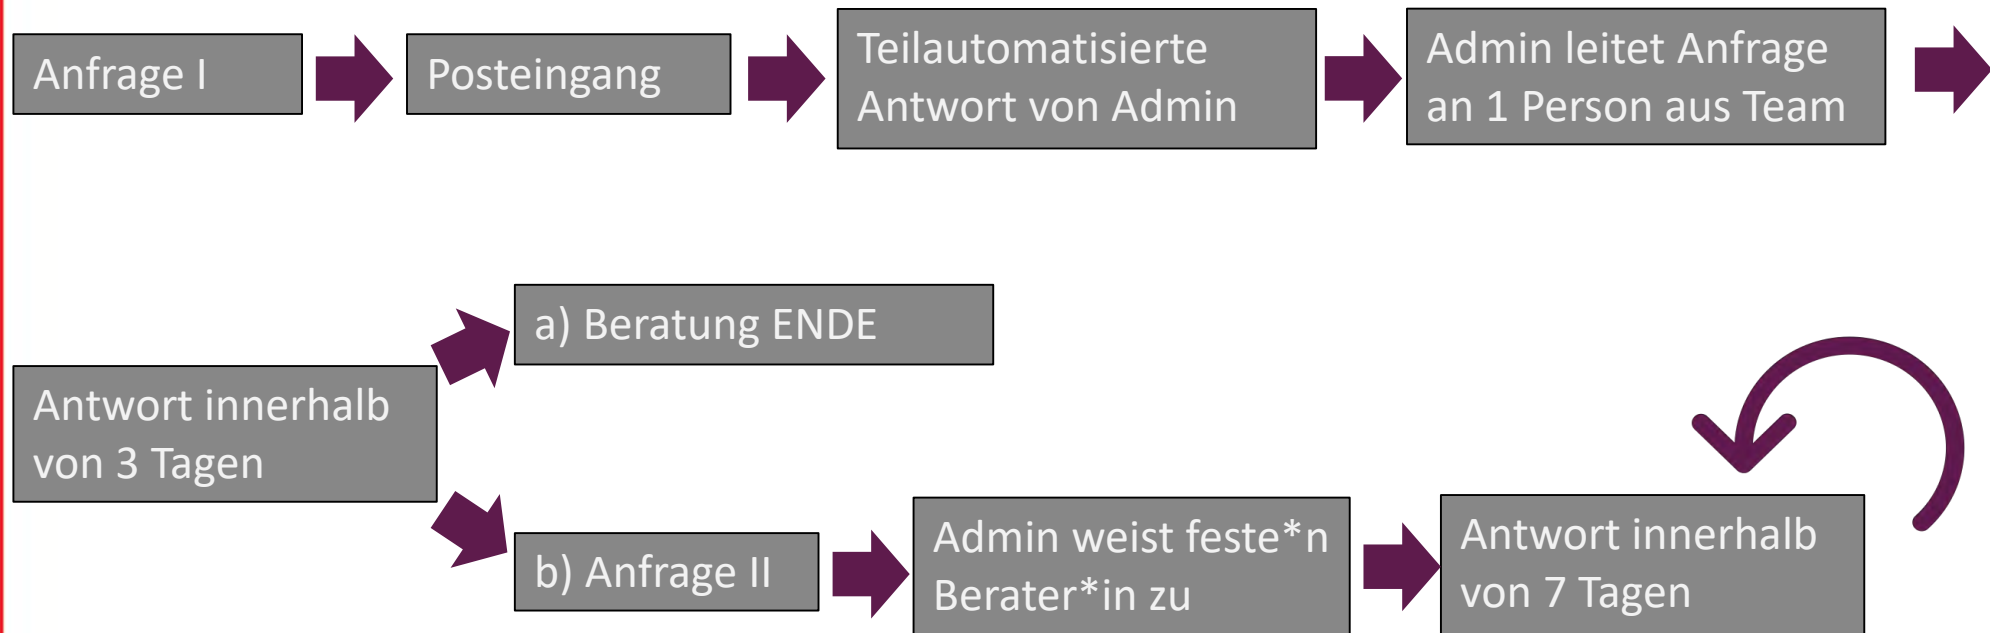 Anfrage I
Posteingang
Teilautomatisierte
Antwort von Admin
Admin leitet Anfrage
an 1 Person aus Team
Antwort innerhalb
von 3 Tagen
a) Beratung ENDE
b) Anfrage II
Admin weist feste*n
Berater*in zu
Antwort innerhalb
von 7 Tagen